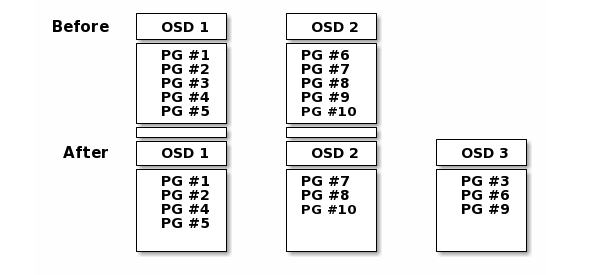 Before OSD 1 OSD 2
PG #1 PG #6
PG #2 PG #7
PG #3 PG #8
PG #4 PG #9
PG #5 PG #10
After OSD 1 OSD 2 OSD 3
PG #1 PG #7 PG #3
PG #2 PG #8 PG #6
PG #4 PG #10 PG #9
PG #5